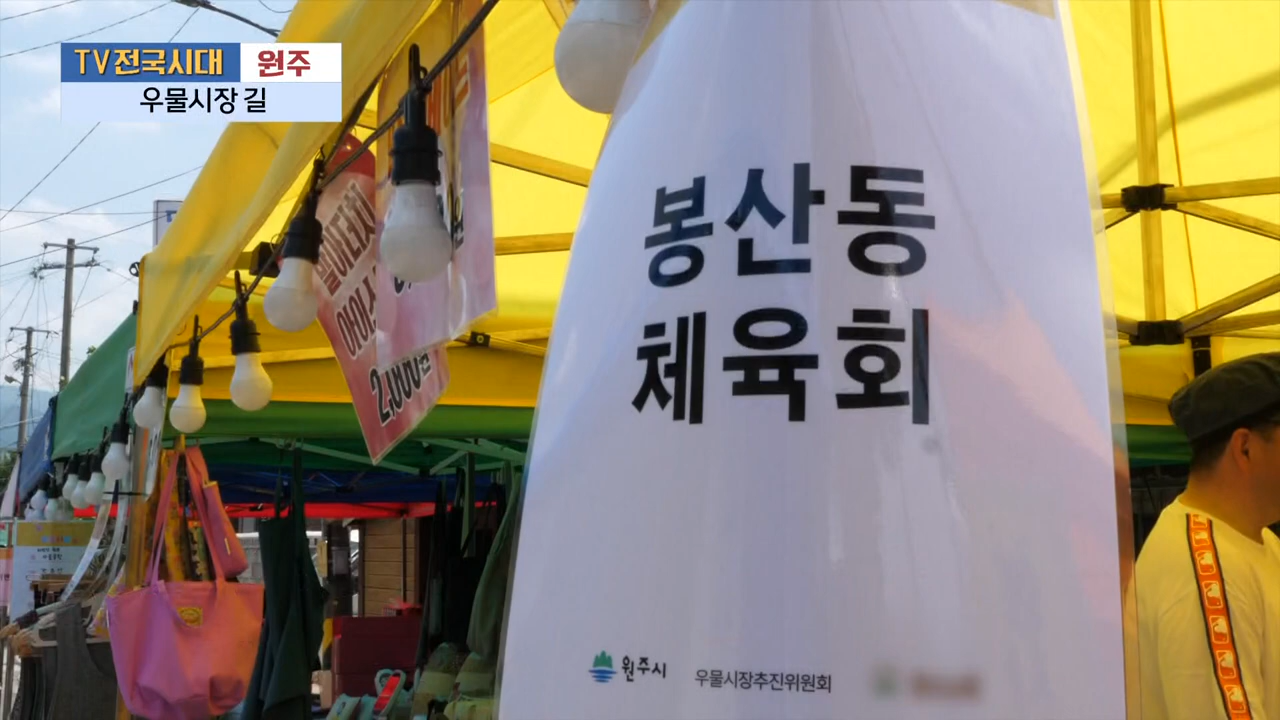 TV전국시대 원주
우물시장 길
봉산동
체육회
원주시 우물시장추진위원회
2,000원